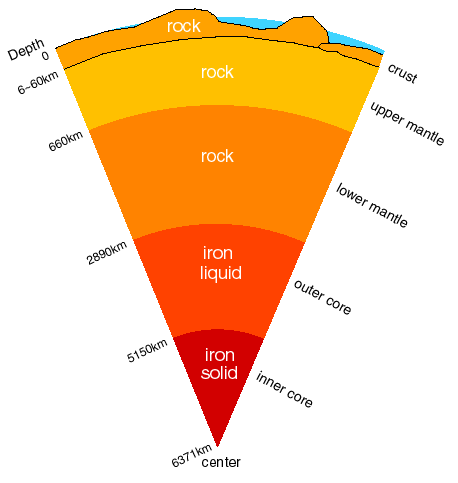 rock
Depth
0
crust
6-60km
rock
upper mantle
660km
rock
lower mantle
2890km
iron
liquid
outer core
5150km
iron
solid
inner core
6371km
center